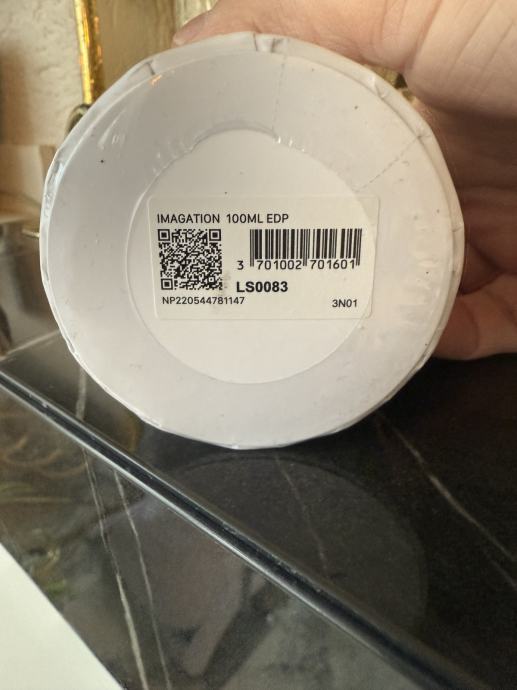 IMAGATION 100ML EDP
3 701002 701601
LS0083
NP220544781147
3N01